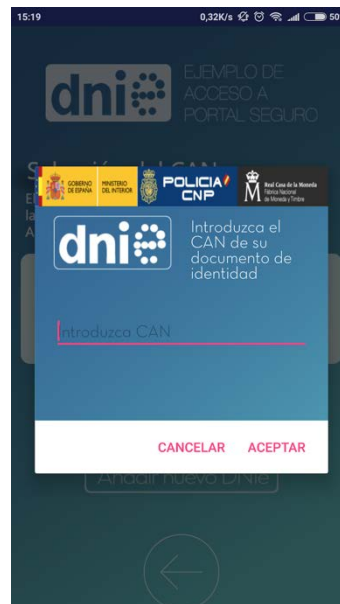 15:19
0,32K/s
50
dnie
EJEMPLO DE
ACCESO A
PORTAL SEGURO
GOBIERNO
DE ESPAÑA
MINISTERIO
DEL INTERIOR
POLICIA
CNP
Real Casa de la Moneda
Fábrica Nacional
de Moneda y Timbre
dnie
Introduzca el
CAN de su
documento de
identidad
Introduzca CAN
CANCELAR ACEPTAR
Añadir nuevo DNIe